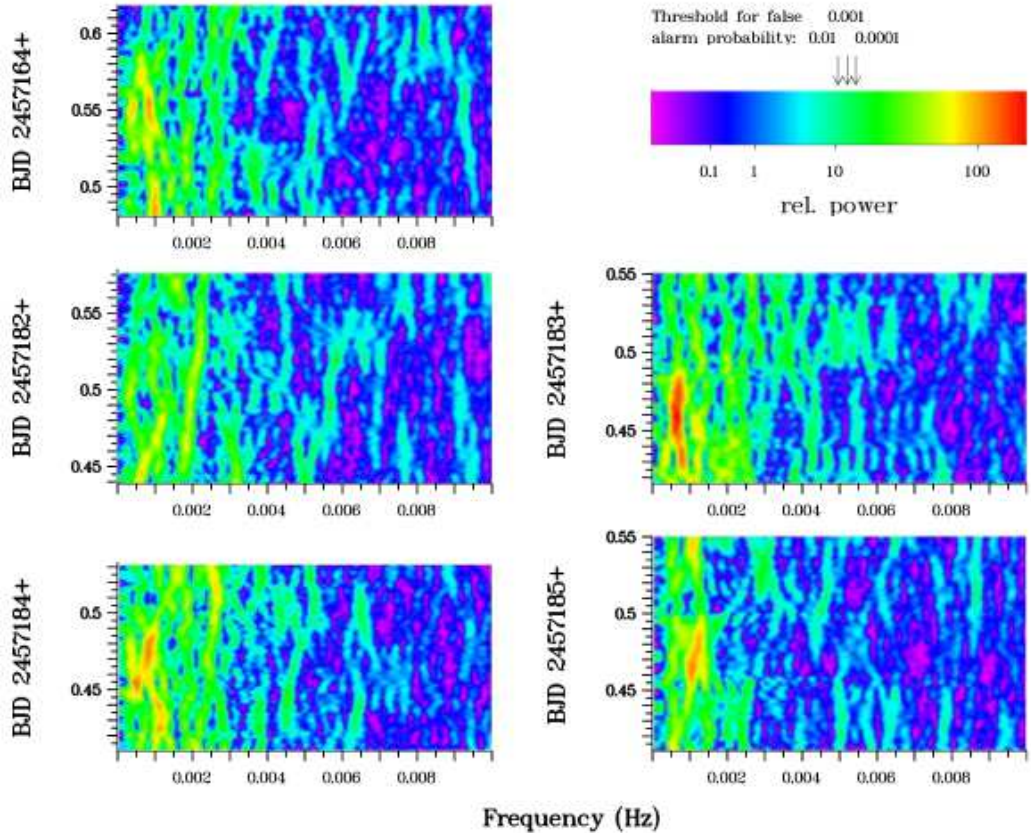 Threshold for false 0.001
alarm probability: 0.01 0.0001
0.1 1 10 100
rel. power
BJD 2457164+
0.6
0.55
0.5
0.002 0.004 0.006 0.008
BJD 2457182+
0.55
0.5
0.45
0.002 0.004 0.006 0.008
BJD 2457183+
0.55
0.5
0.45
0.002 0.004 0.006 0.008
BJD 2457184+
0.5
0.45
0.002 0.004 0.006 0.008
BJD 2457185+
0.55
0.5
0.45
0.002 0.004 0.006 0.008
Frequency (Hz)